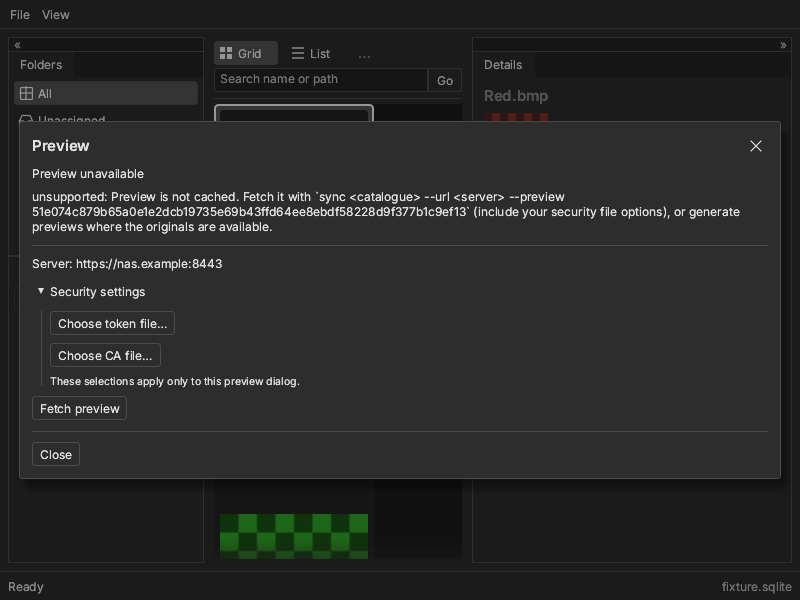 File View
« »
Folders
Grid List ...
Details
Search name or path Go
All
Red.bmp
Unassigned
Preview
Preview unavailable
unsupported: Preview is not cached. Fetch it with `sync <catalogue> --url <server> --preview
51e074c879b65a0e1e2dcb19735e69b43ffd64ee8ebdf58228d9f377b1c9ef13` (include your security file options), or generate
previews where the originals are available.
Server: https://nas.example:8443
Security settings
Choose token file...
Choose CA file...
These selections apply only to this preview dialog.
Fetch preview
Close
Ready fixture.sqlite